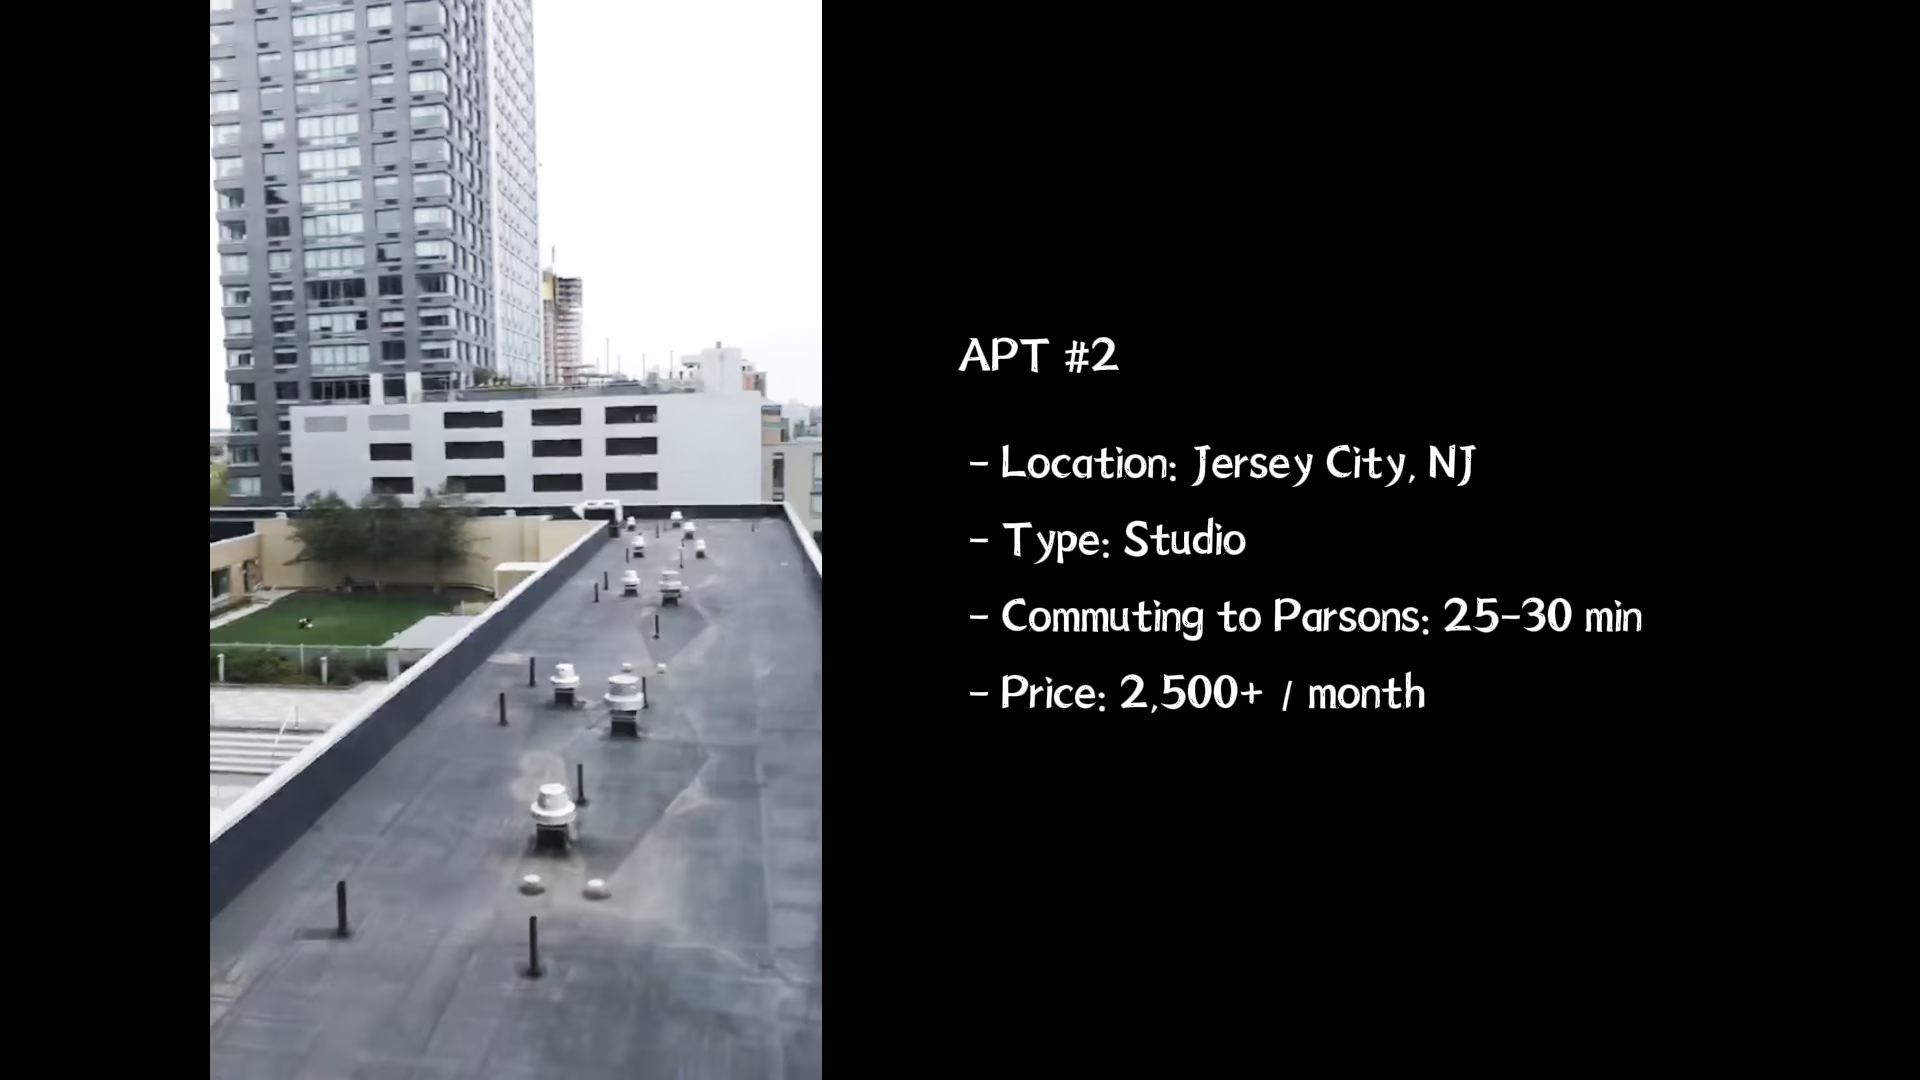 APT #2
- Location: Jersey City, NJ
- Type: Studio
- Commuting to Parsons: 25-30 min
- Price: 2,500+ / month